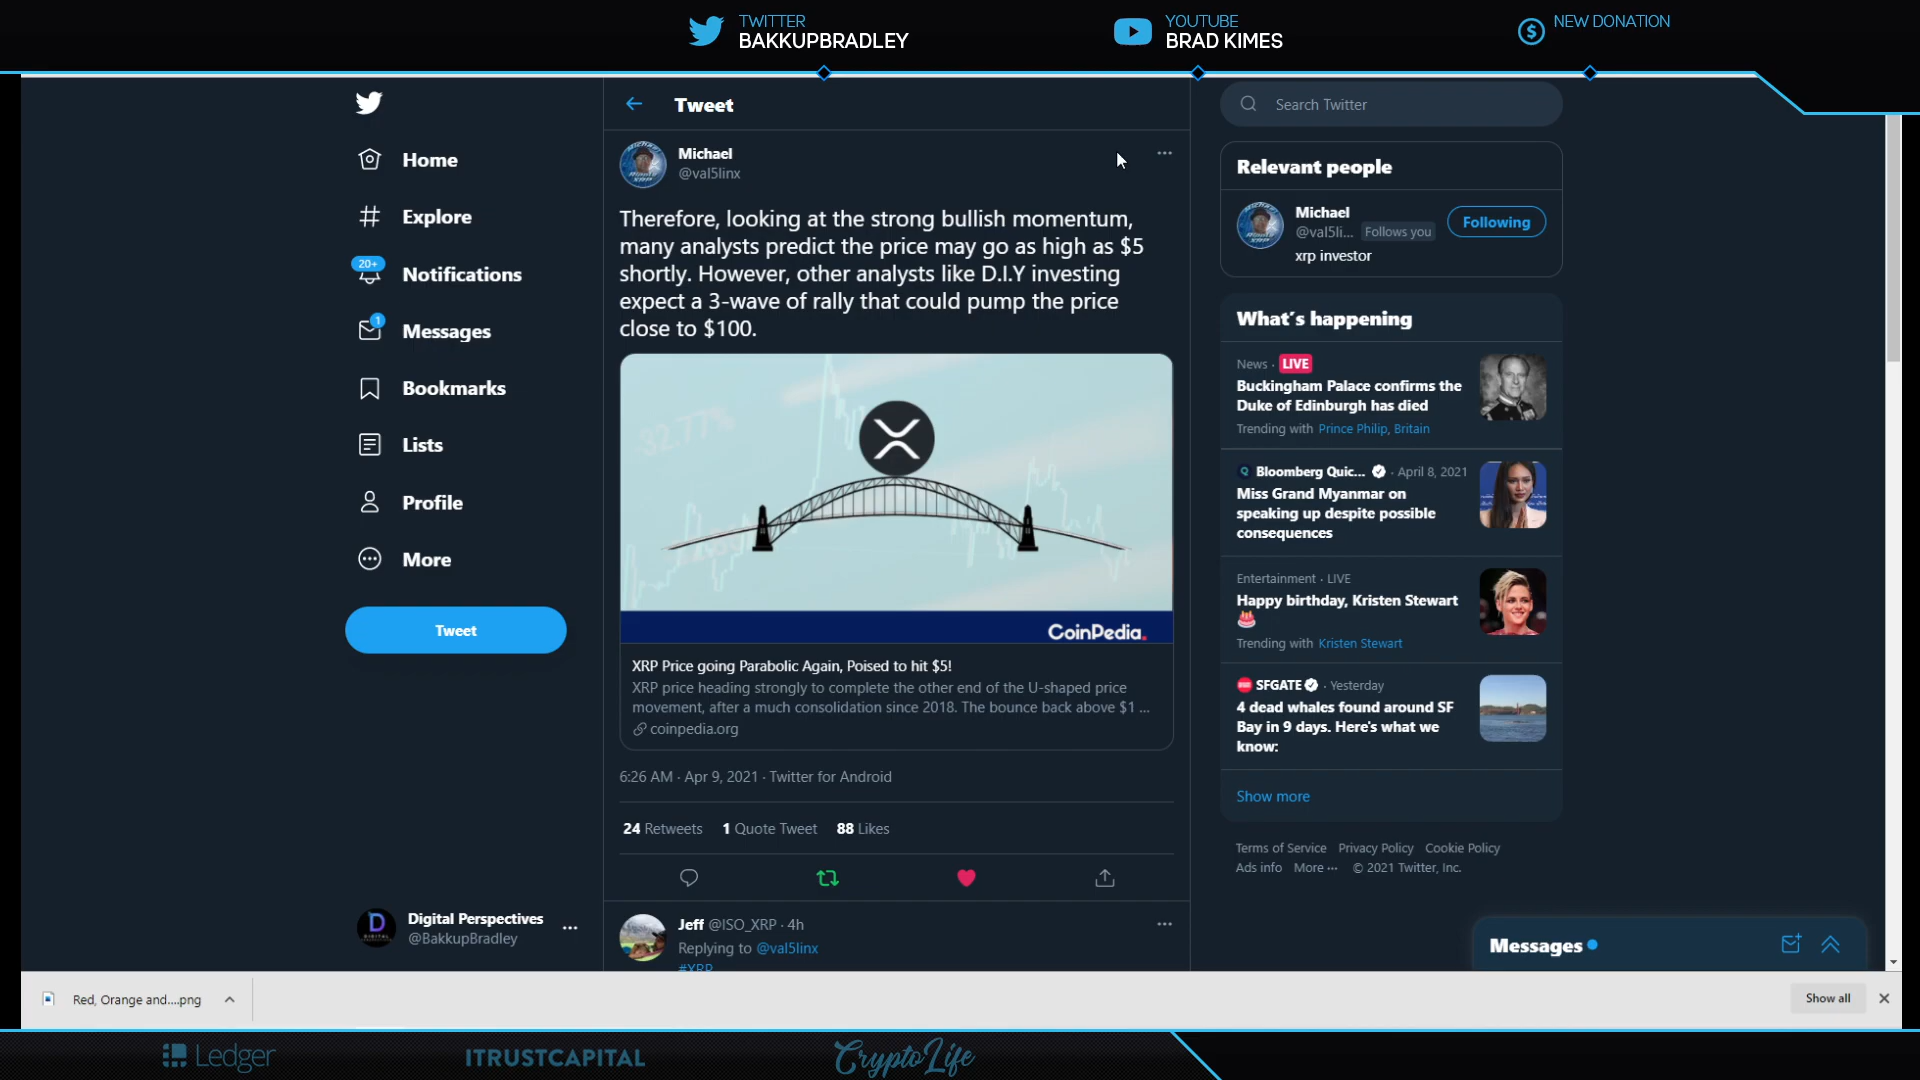 TWITTER
BAKKUPBRADLEY
YOUTUBE
BRAD KIMES
NEW DONATION
Home
Explore
20+
Notifications
1
Messages
Bookmarks
Lists
Profile
More
Tweet
Digital Perspectives
@BakkupBradley
Tweet
Michael
@val5linx
Therefore, looking at the strong bullish momentum,
many analysts predict the price may go as high as $5
shortly. However, other analysts like D.I.Y investing
expect a 3-wave of rally that could pump the price
close to $100.
32.77%
CoinPedia.
XRP Price going Parabolic Again, Poised to hit $5!
XRP price heading strongly to complete the other end of the U-shaped price
movement, after a much consolidation since 2018. The bounce back above $1 ...
coinpedia.org
6:26 AM · Apr 9, 2021 · Twitter for Android
24 Retweets 1 Quote Tweet 88 Likes
Jeff @ISO_XRP · 4h
Replying to @val5linx
#XRP
Search Twitter
Relevant people
Michael
@val5li... Follows you
Following
xrp investor
What's happening
News · LIVE
Buckingham Palace confirms the
Duke of Edinburgh has died
Trending with Prince Philip, Britain
Bloomberg Quic... · April 8, 2021
Miss Grand Myanmar on
speaking up despite possible
consequences
Entertainment · LIVE
Happy birthday, Kristen Stewart
Trending with Kristen Stewart
SFGATE · Yesterday
4 dead whales found around SF
Bay in 9 days. Here's what we
know:
Show more
Terms of Service Privacy Policy Cookie Policy
Ads info More ··· © 2021 Twitter, Inc.
Messages
Red, Orange and....png
Show all
Ledger
ITRUSTCAPITAL
CryptoLife